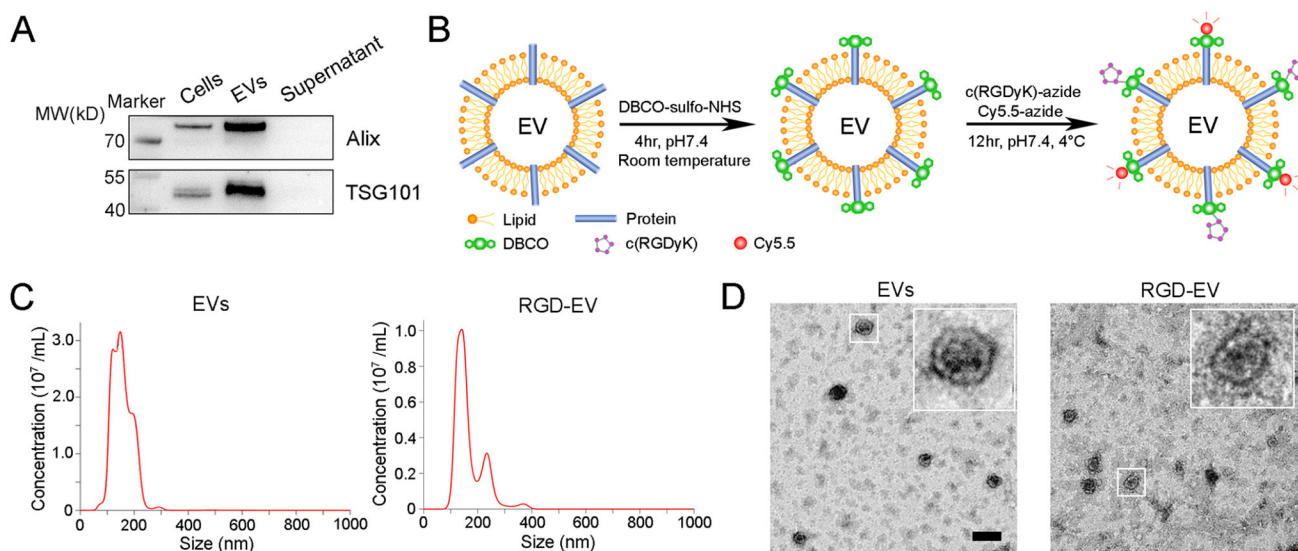 A
MW(kD)
Marker
Cells
EVs
Supernatant
70
Alix
55
40
TSG101
B
EV
DBCO-sulfo-NHS
4hr, pH7.4
Room temperature
EV
c(RGDyK)-azide
Cy5.5-azide
12hr, pH7.4, 4°C
EV
Lipid
Protein
DBCO
c(RGDyK)
Cy5.5
C
EVs
Concentration (10⁷ /mL)
3.0
2.0
1.0
0
0
200
400
600
800
1000
Size (nm)
RGD-EV
Concentration (10⁷ /mL)
1.0
0.8
0.6
0.4
0.2
0
0
200
400
600
800
1000
Size (nm)
D
EVs
RGD-EV